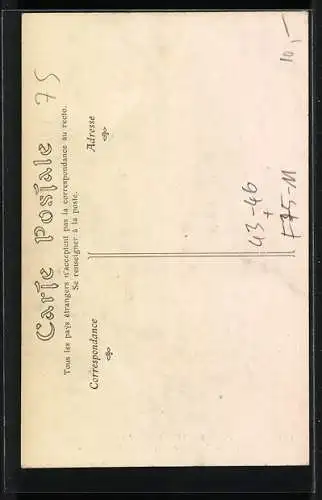 Carte Postale
Tous les pays étrangers n'acceptent pas la correspondance au recto.
Se renseigner à la poste.
Correspondance
Adresse
75
10,-
43-46
+
F75-M